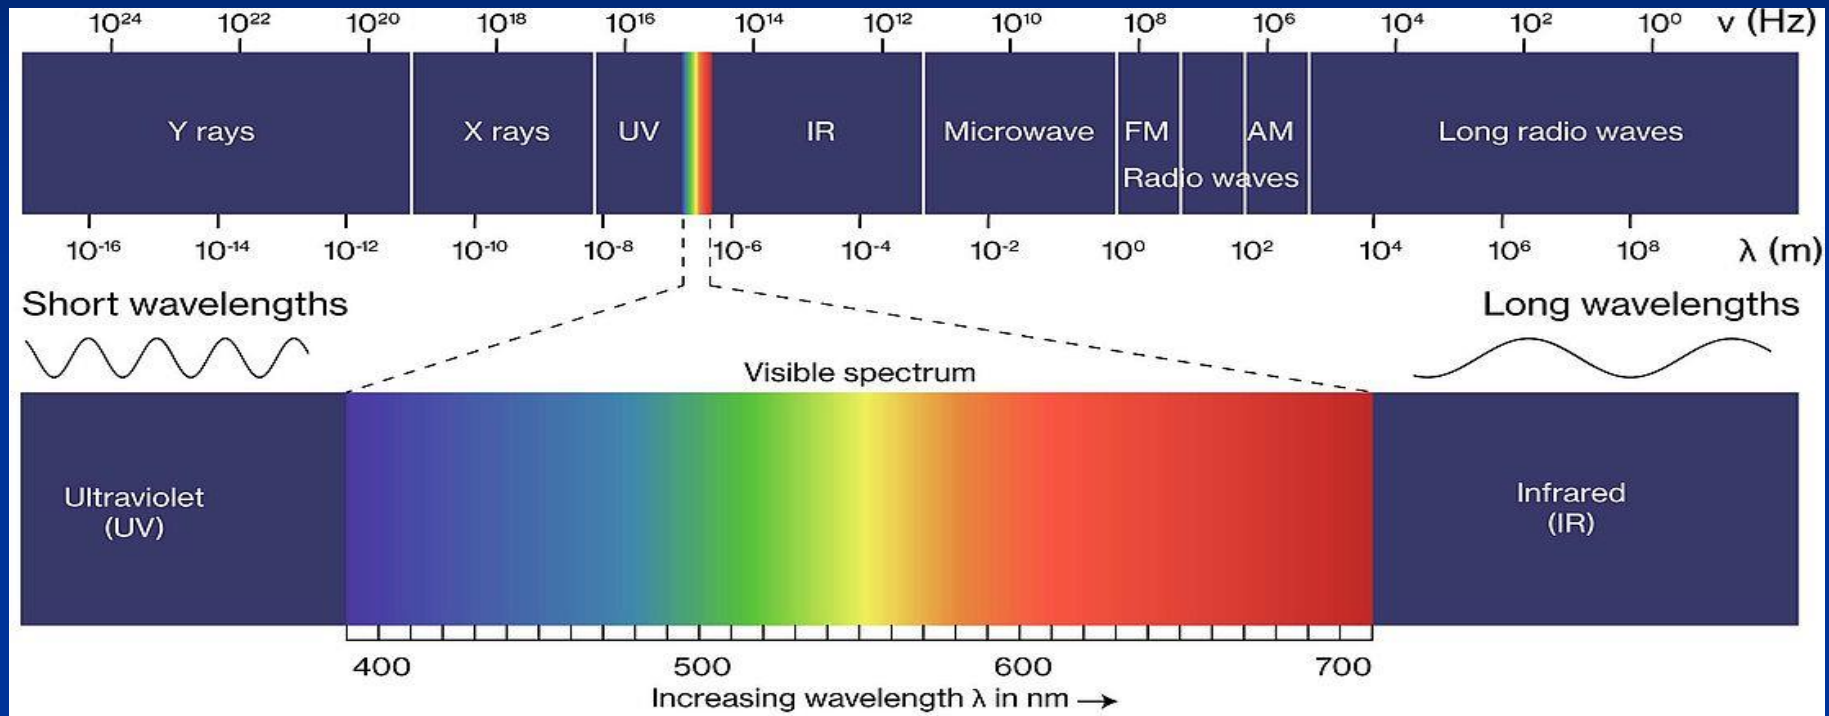 10²⁴ 10²² 10²⁰ 10¹⁸ 10¹⁶ 10¹⁴ 10¹² 10¹⁰ 10⁸ 10⁶ 10⁴ 10² 10⁰ ν (Hz)
Y rays X rays UV IR Microwave FM AM Long radio waves
Radio waves
10⁻¹⁶ 10⁻¹⁴ 10⁻¹² 10⁻¹⁰ 10⁻⁸ 10⁻⁶ 10⁻⁴ 10⁻² 10⁰ 10² 10⁴ 10⁶ 10⁸ λ (m)
Short wavelengths Long wavelengths
Visible spectrum
Ultraviolet
(UV)
Infrared
(IR)
400 500 600 700
Increasing wavelength λ in nm →